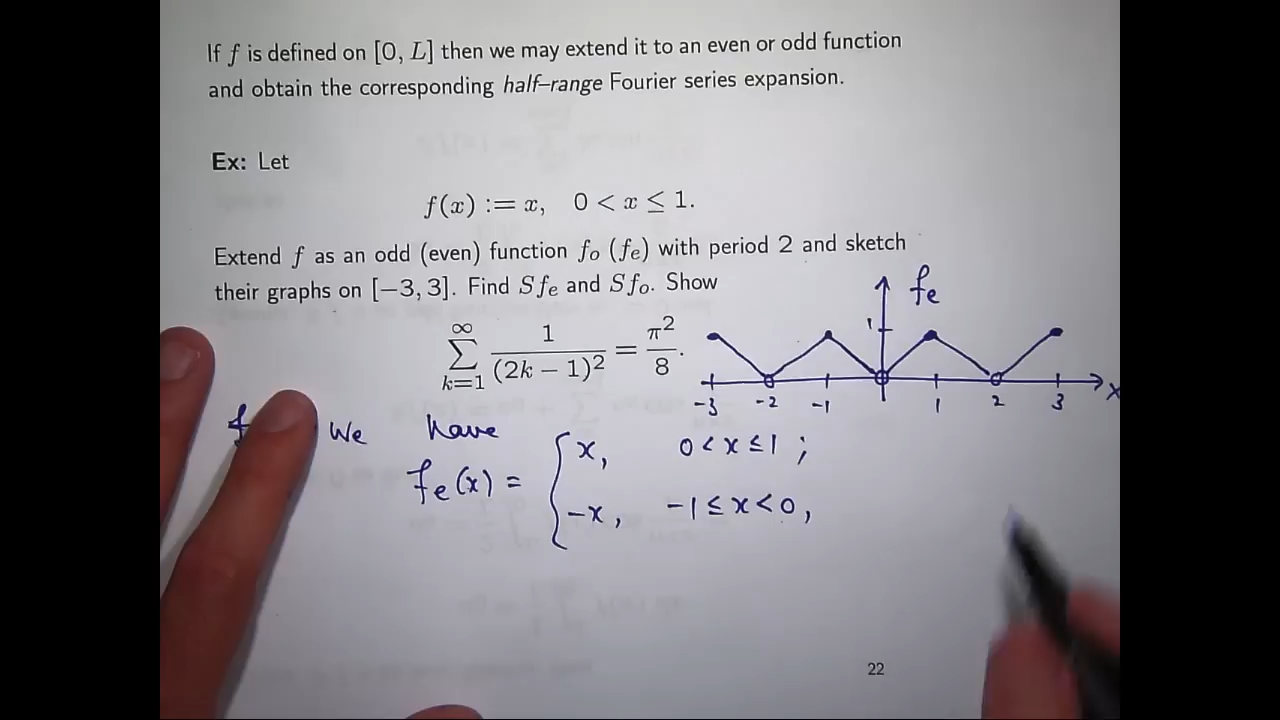 If f is defined on [0, L] then we may extend it to an even or odd function
and obtain the corresponding half–range Fourier series expansion.
Ex: Let
f(x) := x, 0 < x ≤ 1.
Extend f as an odd (even) function f_o (f_e) with period 2 and sketch
their graphs on [−3, 3]. Find Sf_e and Sf_o. Show
∑_{k=1}^{∞} 1/(2k − 1)^2 = π^2/8.
f_e
1
-3 -2 -1 1 2 3 x
We have
f_e(x) = { x, 0 < x ≤ 1 ;
-x, -1 ≤ x < 0,
22